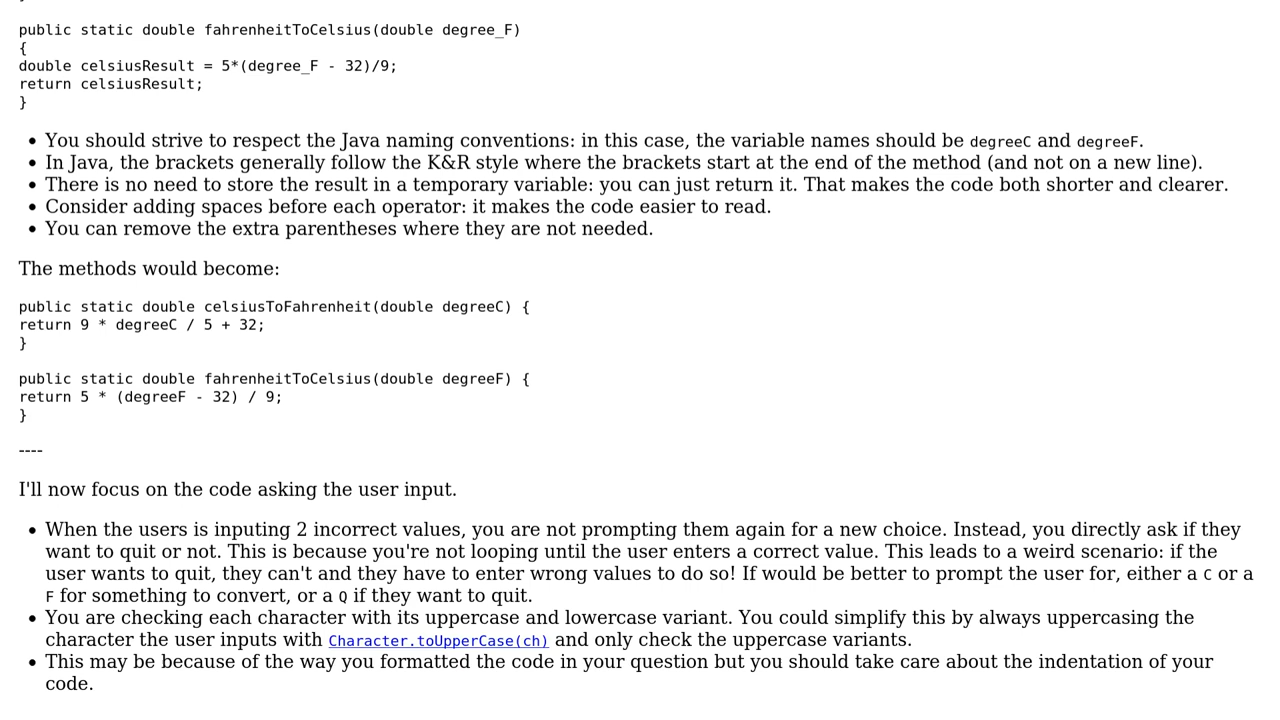 public static double fahrenheitToCelsius(double degree_F)
{
double celsiusResult = 5*(degree_F - 32)/9;
return celsiusResult;
}
• You should strive to respect the Java naming conventions: in this case, the variable names should be degreeC and degreeF.
• In Java, the brackets generally follow the K&R style where the brackets start at the end of the method (and not on a new line).
• There is no need to store the result in a temporary variable: you can just return it. That makes the code both shorter and clearer.
• Consider adding spaces before each operator: it makes the code easier to read.
• You can remove the extra parentheses where they are not needed.
The methods would become:
public static double celsiusToFahrenheit(double degreeC) {
return 9 * degreeC / 5 + 32;
}
public static double fahrenheitToCelsius(double degreeF) {
return 5 * (degreeF - 32) / 9;
}
----
I'll now focus on the code asking the user input.
• When the users is inputing 2 incorrect values, you are not prompting them again for a new choice. Instead, you directly ask if they
want to quit or not. This is because you're not looping until the user enters a correct value. This leads to a weird scenario: if the
user wants to quit, they can't and they have to enter wrong values to do so! If would be better to prompt the user for, either a C or a
F for something to convert, or a Q if they want to quit.
• You are checking each character with its uppercase and lowercase variant. You could simplify this by always uppercasing the
character the user inputs with Character.toUpperCase(ch) and only check the uppercase variants.
• This may be because of the way you formatted the code in your question but you should take care about the indentation of your
code.